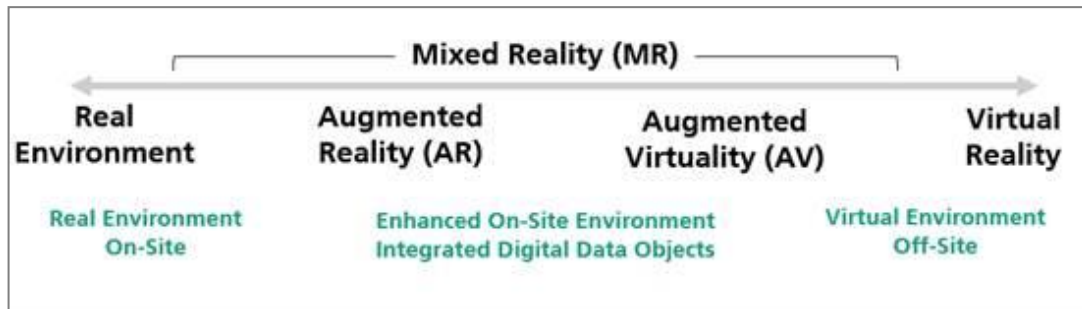 Mixed Reality (MR)
Real
Environment
Augmented
Reality (AR)
Augmented
Virtuality (AV)
Virtual
Reality
Real Environment
On-Site
Enhanced On-Site Environment
Integrated Digital Data Objects
Virtual Environment
Off-Site